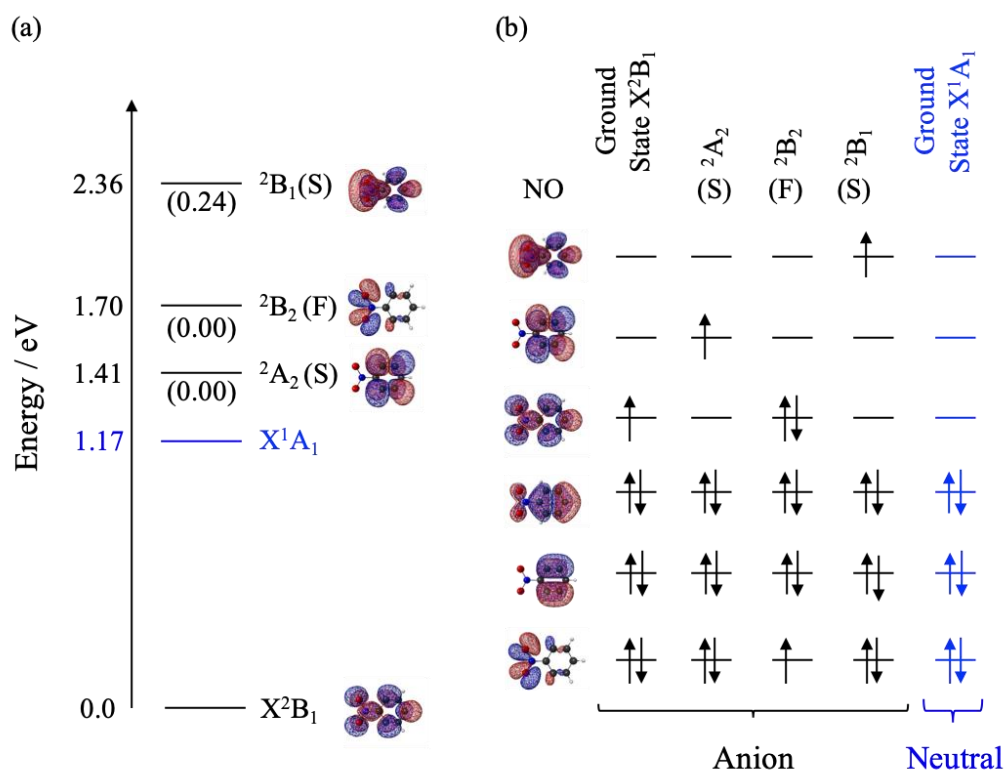 (a)
Energy / eV
2.36
²B₁(S)
(0.24)
1.70
²B₂ (F)
(0.00)
1.41
²A₂ (S)
(0.00)
1.17
X¹A₁
0.0
X²B₁
(b)
NO
Ground
State X²B₁
²A₂
(S)
²B₂
(F)
²B₁
(S)
Ground
State X¹A₁
Anion
Neutral